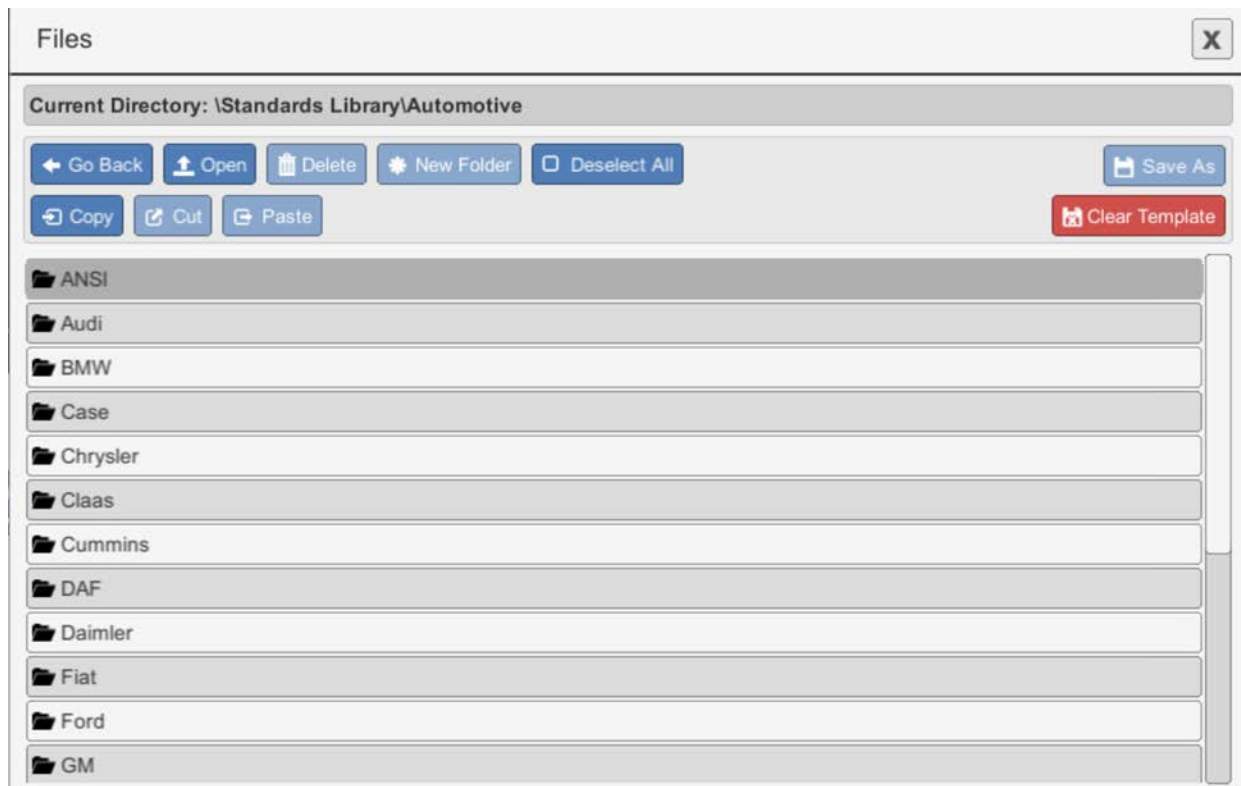 Files
X
Current Directory: \Standards Library\Automotive
Go Back Open Delete New Folder Deselect All Save As
Copy Cut Paste Clear Template
ANSI
Audi
BMW
Case
Chrysler
Claas
Cummins
DAF
Daimler
Fiat
Ford
GM